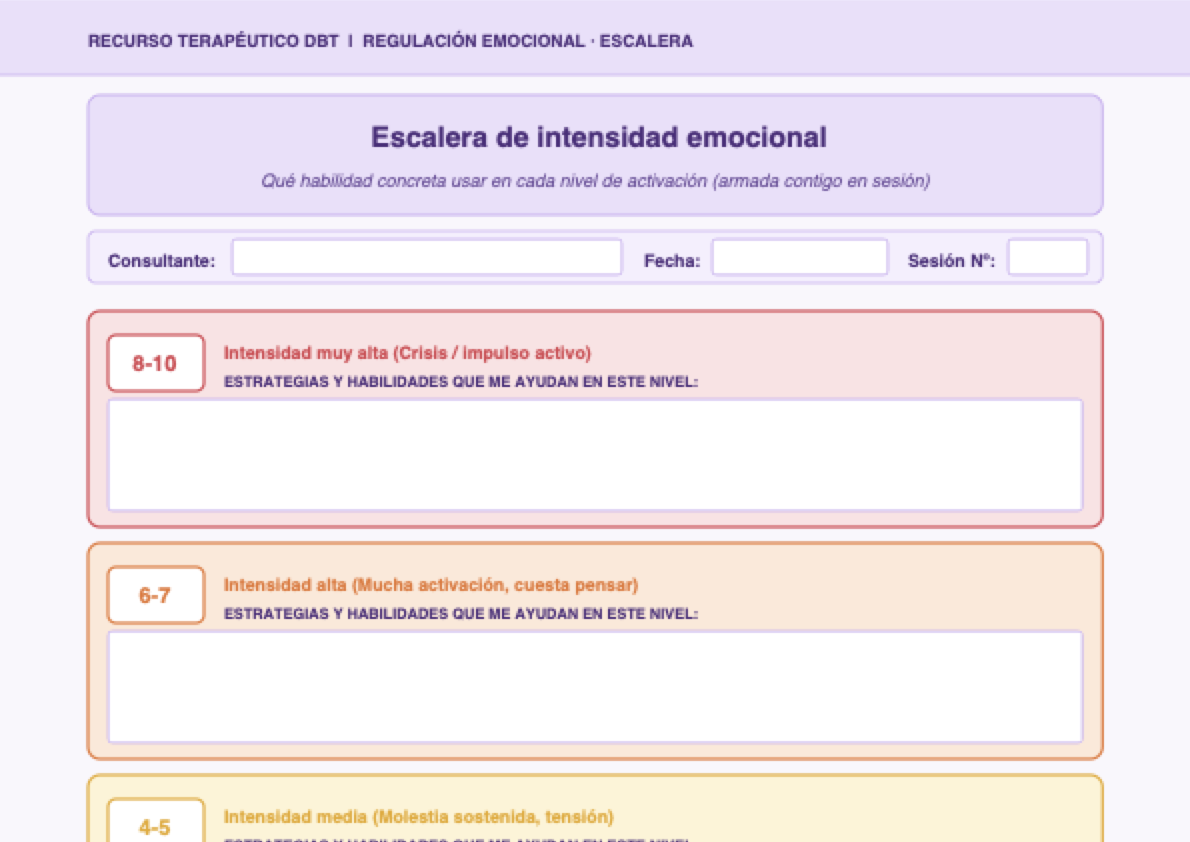 RECURSO TERAPÉUTICO DBT | REGULACIÓN EMOCIONAL · ESCALERA
Escalera de intensidad emocional
Qué habilidad concreta usar en cada nivel de activación (armada contigo en sesión)
Consultante: Fecha: Sesión N°:
8-10 Intensidad muy alta (Crisis / impulso activo)
ESTRATEGIAS Y HABILIDADES QUE ME AYUDAN EN ESTE NIVEL:
6-7 Intensidad alta (Mucha activación, cuesta pensar)
ESTRATEGIAS Y HABILIDADES QUE ME AYUDAN EN ESTE NIVEL:
4-5 Intensidad media (Molestia sostenida, tensión)